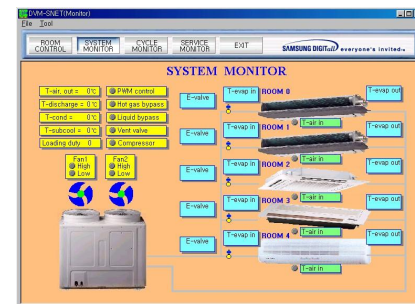 DVM-SNET(Monitor)
File Tool
ROOM CONTROL
SYSTEM MONITOR
CYCLE MONITOR
SERVICE MONITOR
EXIT
SAMSUNG DIGITall everyone's invited™
SYSTEM MONITOR
T-air, out = 0℃
PWM control
T-discharge = 0℃
Hot gas bypass
T-cond = 0℃
Liquid bypass
T-subcool = 0℃
Vent valve
Loading duty 0
Compressor
Fan1
High
Low
Fan2
High
Low
E-valve
T-evap in
ROOM 0
T-evap out
T-air in
E-valve
T-evap in
ROOM 1
T-evap out
T-air in
E-valve
T-evap in
ROOM 2
T-evap out
T-air in
E-valve
T-evap in
ROOM 3
T-evap out
T-air in
E-valve
T-evap in
ROOM 4
T-evap out
T-air in